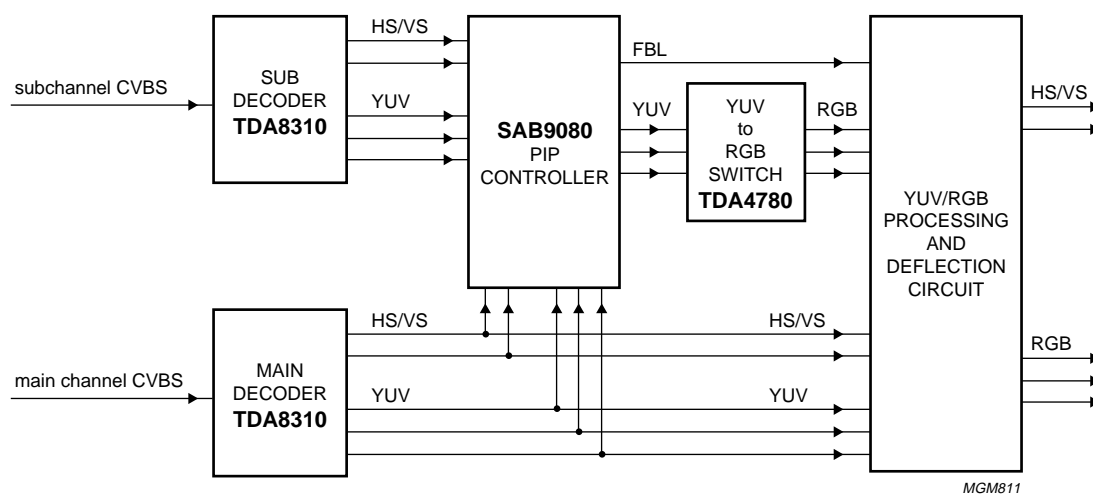 subchannel CVBS
SUB
DECODER
TDA8310
HS/VS
YUV
SAB9080
PIP
CONTROLLER
FBL
YUV
YUV
to
RGB
SWITCH
TDA4780
RGB
YUV/RGB
PROCESSING
AND
DEFLECTION
CIRCUIT
HS/VS
RGB
main channel CVBS
MAIN
DECODER
TDA8310
HS/VS
HS/VS
YUV
YUV
MGM811